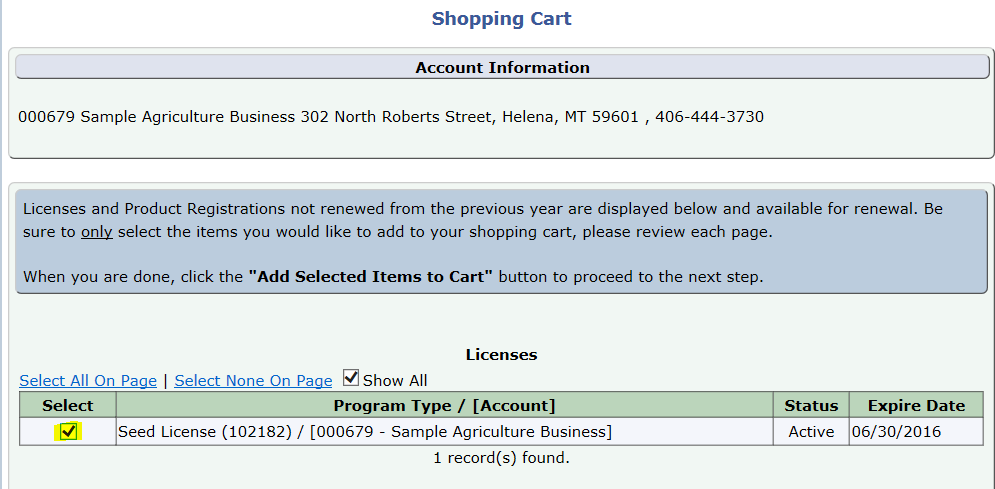 Shopping Cart
Account Information
000679 Sample Agriculture Business 302 North Roberts Street, Helena, MT 59601 , 406-444-3730
Licenses and Product Registrations not renewed from the previous year are displayed below and available for renewal. Be
sure to only select the items you would like to add to your shopping cart, please review each page.
When you are done, click the "Add Selected Items to Cart" button to proceed to the next step.
Licenses
Select All On Page | Select None On Page Show All
Select Program Type / [Account] Status Expire Date
Seed License (102182) / [000679 - Sample Agriculture Business] Active 06/30/2016
1 record(s) found.